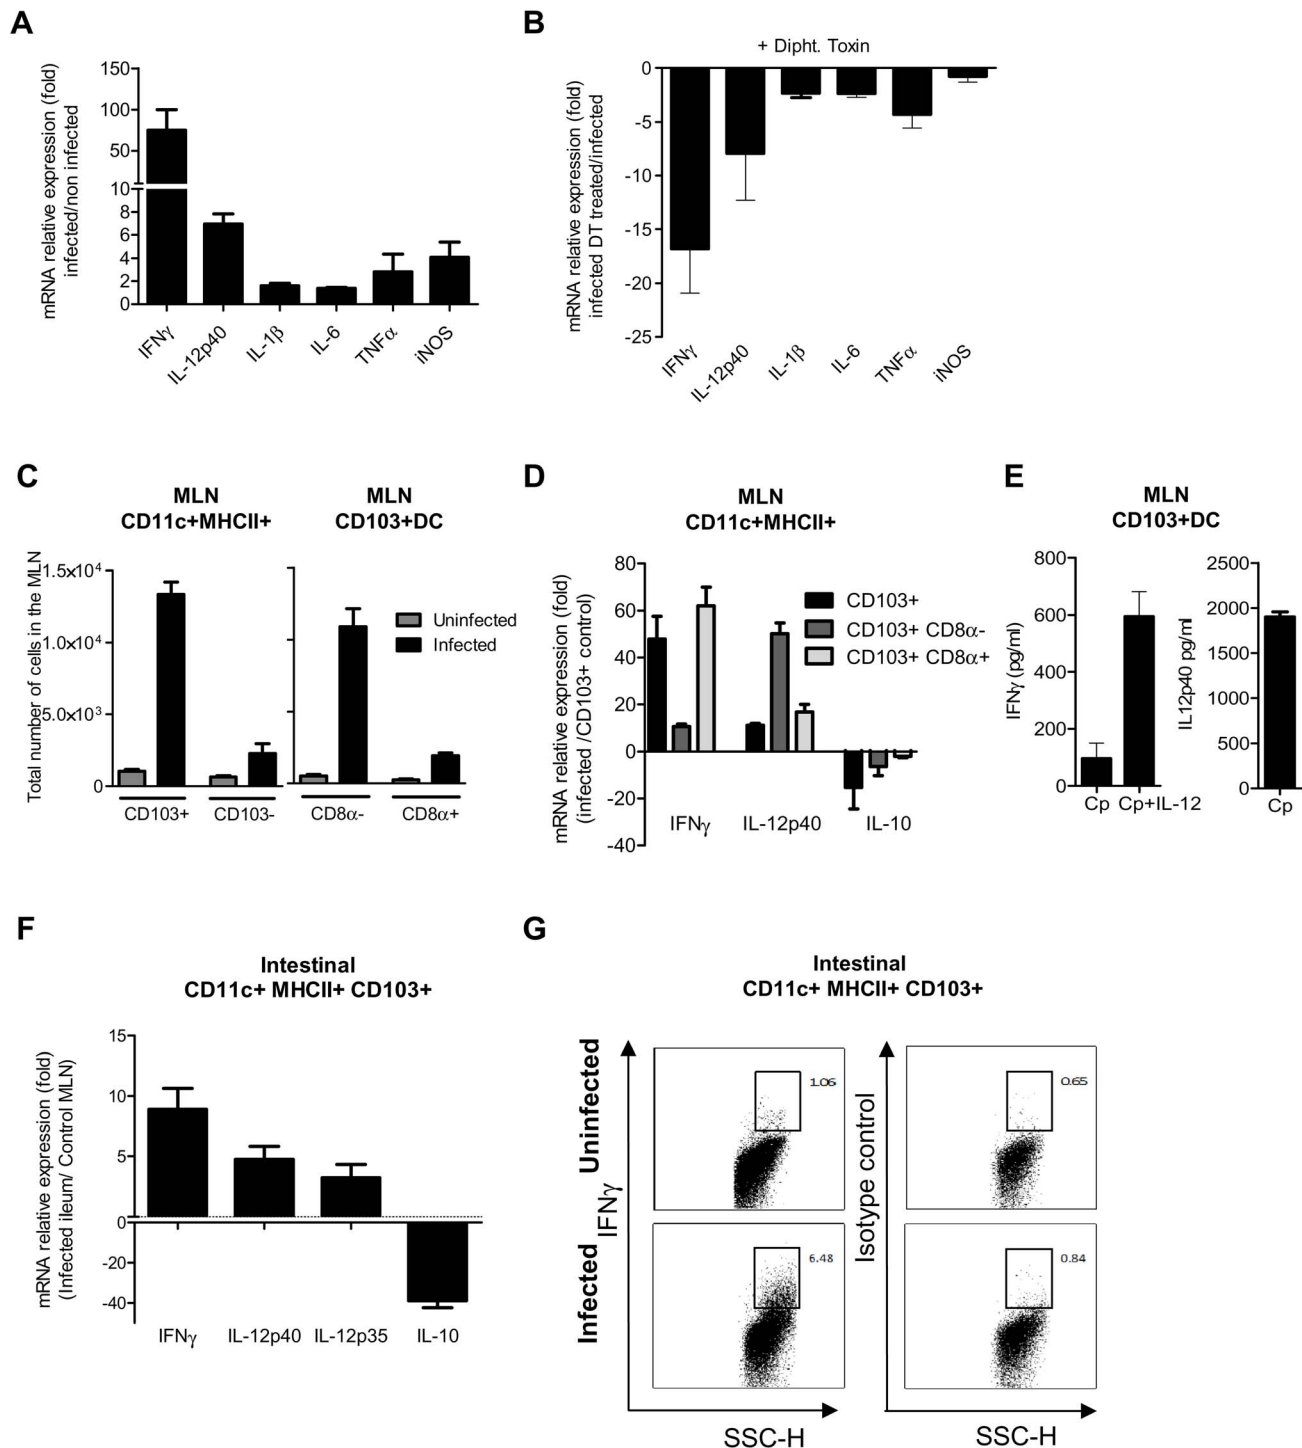 A
mRNA relative expression (fold)
infected/non infected
150
100
50
10
8
6
4
2
0
IFNγ
IL-12p40
IL-1β
IL-6
TNFα
iNOS
B
+ Dipht. Toxin
mRNA relative expression (fold)
infected DT treated/infected
0
-5
-10
-15
-20
-25
IFNγ
IL-12p40
IL-1β
IL-6
TNFα
iNOS
C
MLN
CD11c+MHCII+
MLN
CD103+DC
Total number of cells in the MLN
1.5×10⁴
1.0×10⁴
5.0×10³
0
Uninfected
Infected
CD103+
CD103-
CD8α-
CD8α+
D
MLN
CD11c+MHCII+
mRNA relative expression (fold)
(infected /CD103+ control)
80
60
40
20
0
-20
-40
CD103+
CD103+ CD8α-
CD103+ CD8α+
IFNγ
IL-12p40
IL-10
E
MLN
CD103+DC
IFNγ (pg/ml)
800
600
400
200
0
Cp
Cp+IL-12
IL12p40 pg/ml
2500
2000
1500
1000
500
0
Cp
F
Intestinal
CD11c+ MHCII+ CD103+
mRNA relative expression (fold)
(Infected ileum/ Control MLN)
15
10
5
0
-20
-40
IFNγ
IL-12p40
IL-12p35
IL-10
G
Intestinal
CD11c+ MHCII+ CD103+
Uninfected
Infected
IFNγ
Isotype control
1.06
0.65
6.48
0.84
SSC-H
SSC-H